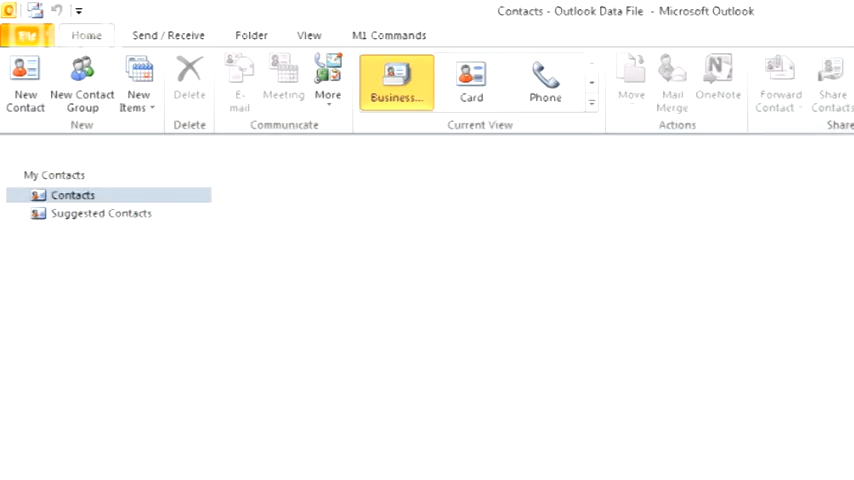 Contacts - Outlook Data File - Microsoft Outlook
File Home Send / Receive Folder View M1 Commands
New Contact
New Contact Group
New Items
Delete
E-mail
Meeting
More
Business...
Card
Phone
Move
Mail Merge
OneNote
Forward Contact
Share Contacts
New Delete Communicate Current View Actions Share
My Contacts
Contacts
Suggested Contacts